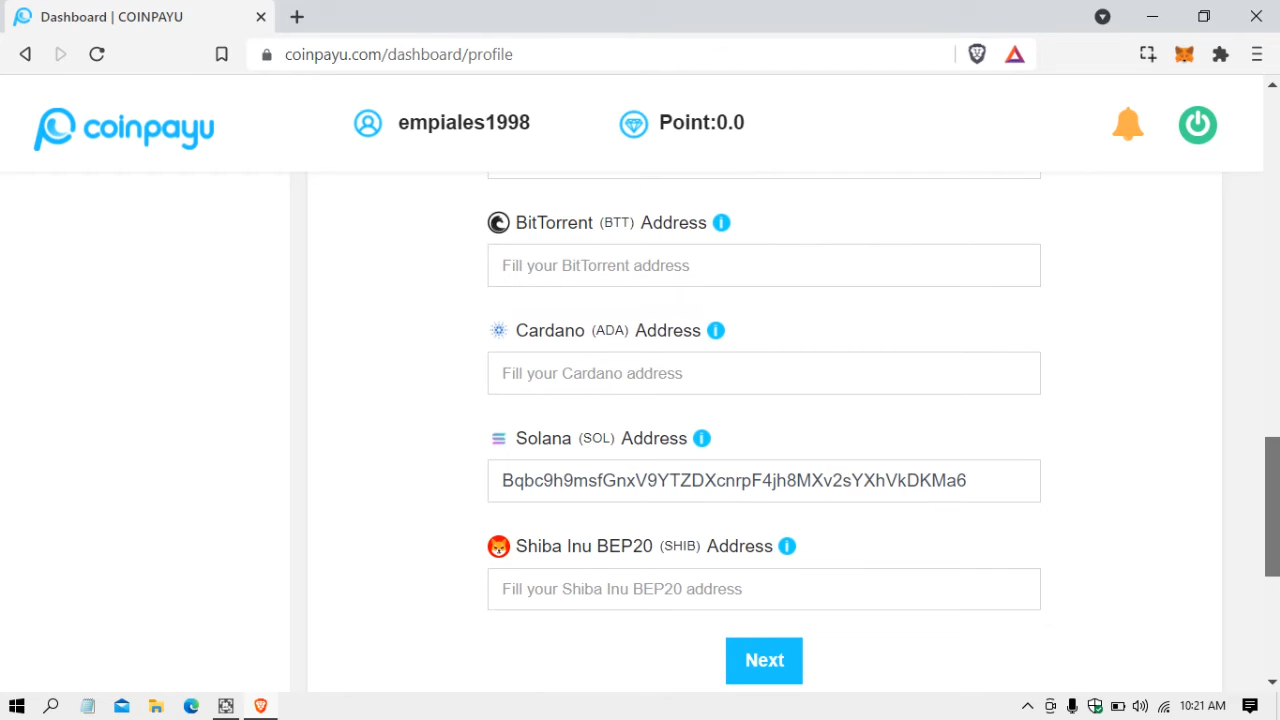 Dashboard | COINPAYU
coinpayu.com/dashboard/profile
coinpayu
empiales1998
Point:0.0
BitTorrent (BTT) Address
Fill your BitTorrent address
Cardano (ADA) Address
Fill your Cardano address
Solana (SOL) Address
Bqbc9h9msfGnxV9YTZDXcnrpF4jh8MXv2sYXhVkDKMa6
Shiba Inu BEP20 (SHIB) Address
Fill your Shiba Inu BEP20 address
Next
10:21 AM